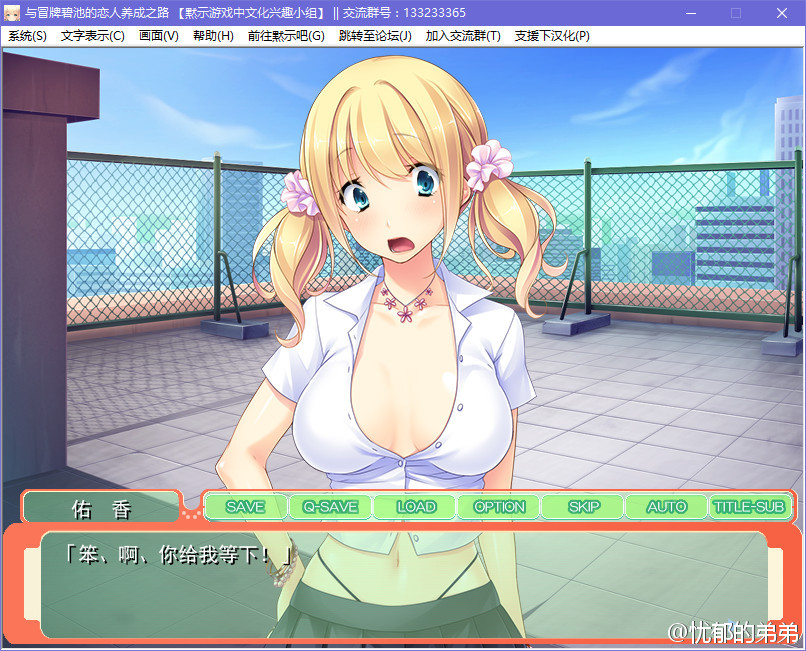 与冒牌碧池的恋人养成之路 【默示游戏中文化兴趣小组】 || 交流群号：133233365
系统(S) 文字表示(C) 画面(V) 帮助(H) 前往默示吧(G) 跳转至论坛(J) 加入交流群(T) 支援下汉化(P)
佑 香 SAVE Q-SAVE LOAD OPTION SKIP AUTO TITLE-SUB
「笨、啊、你给我等下！」
@忧郁的弟弟